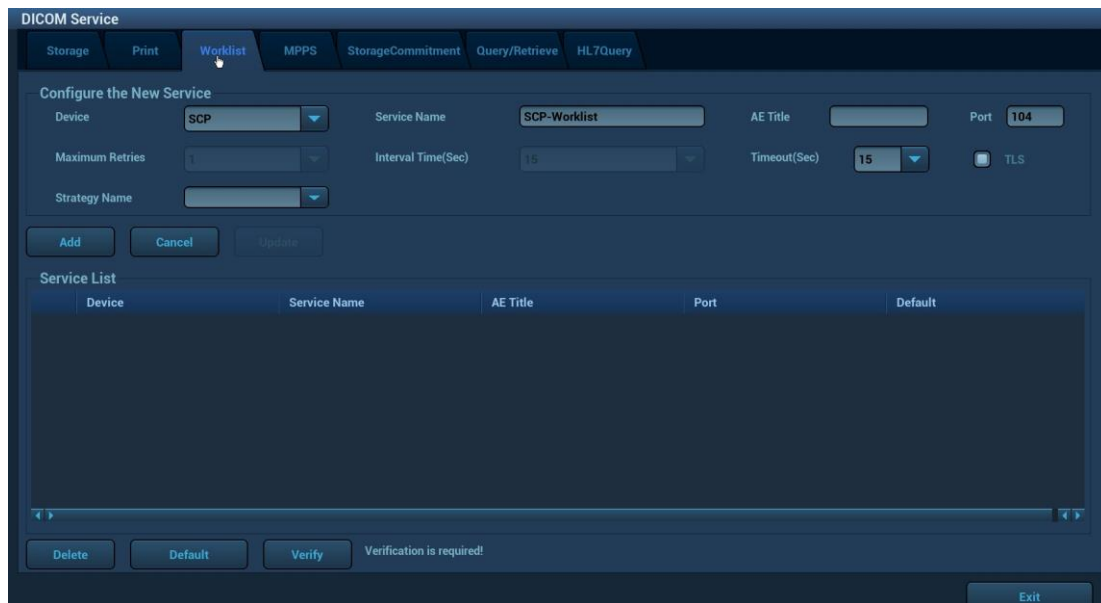 DICOM Service
Storage Print Worklist MPPS StorageCommitment Query/Retrieve HL7Query
Configure the New Service
Device SCP Service Name SCP-Worklist AE Title Port 104
Maximum Retries 1 Interval Time(Sec) 15 Timeout(Sec) 15 TLS
Strategy Name
Add Cancel Update
Service List
Device Service Name AE Title Port Default
Delete Default Verify Verification is required!
Exit